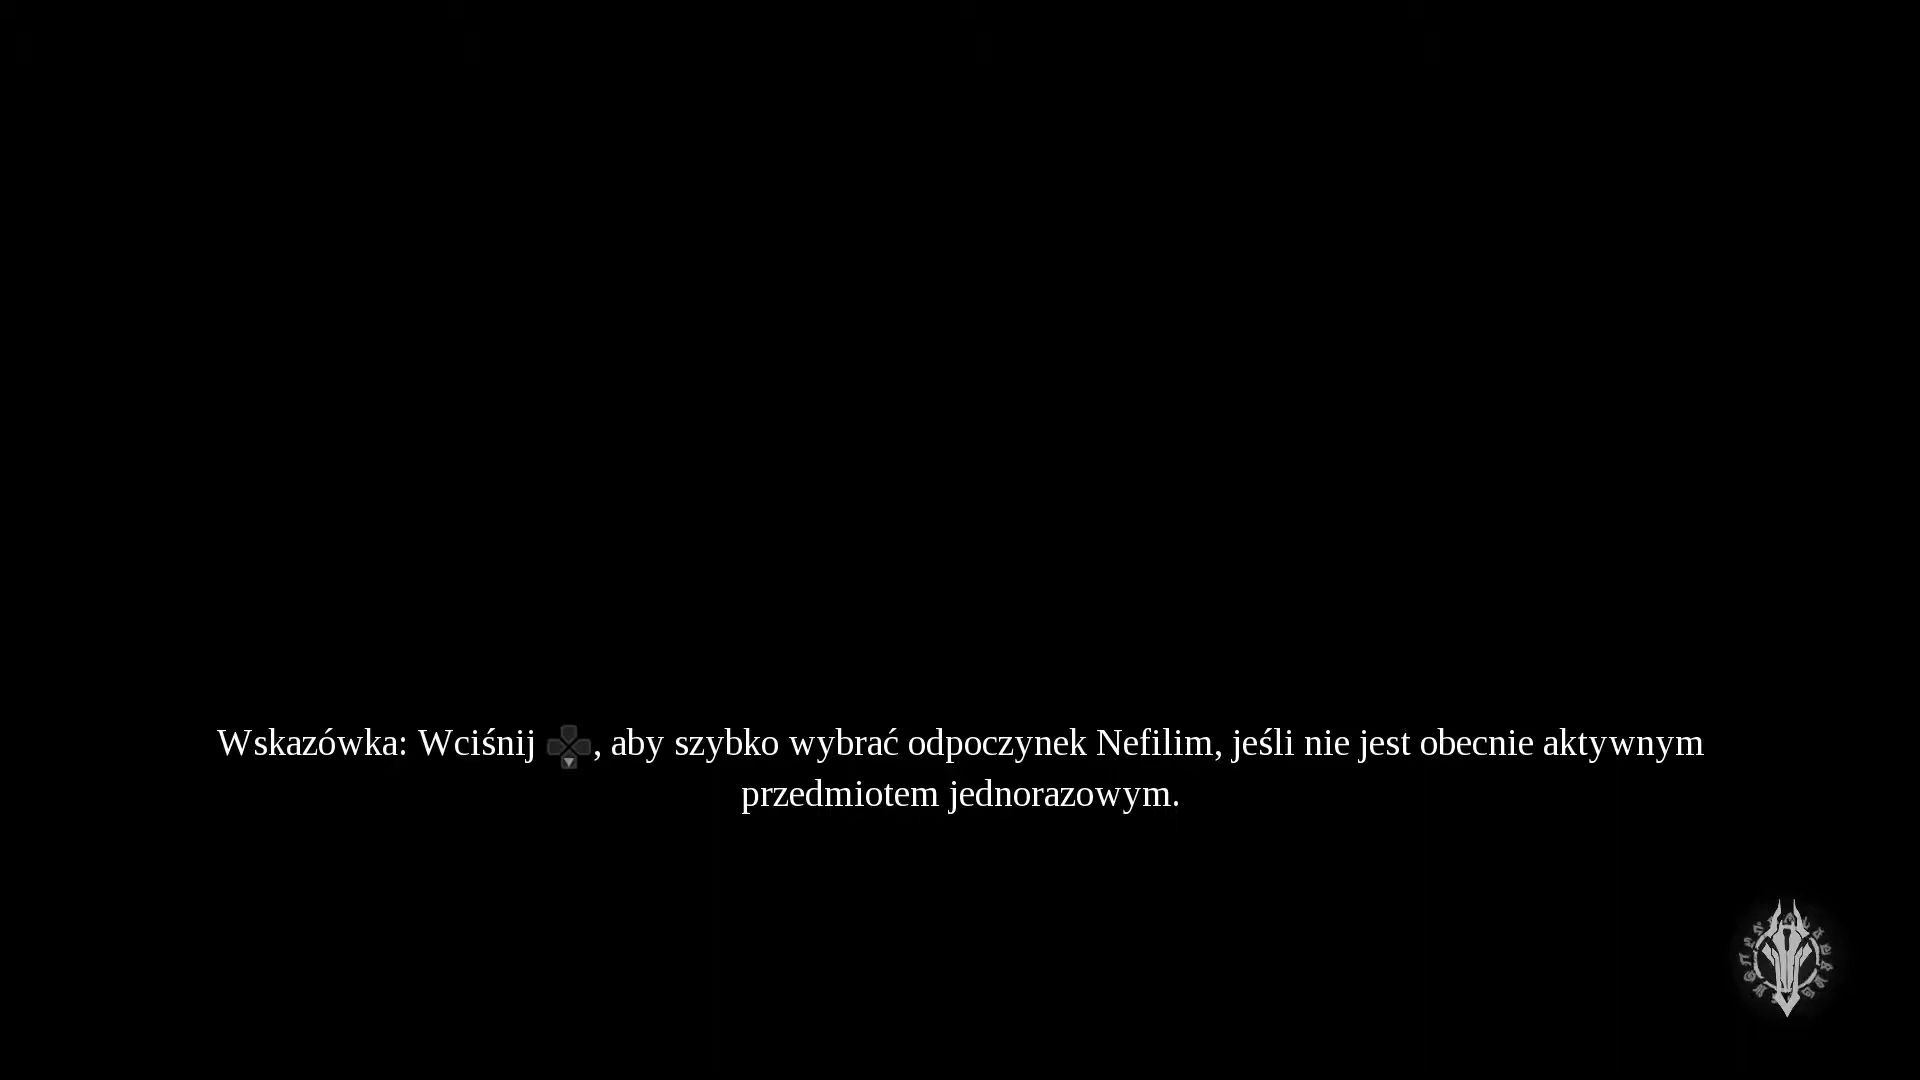 Wskazówka: Wciśnij , aby szybko wybrać odpoczynek Nefilim, jeśli nie jest obecnie aktywnym
przedmiotem jednorazowym.